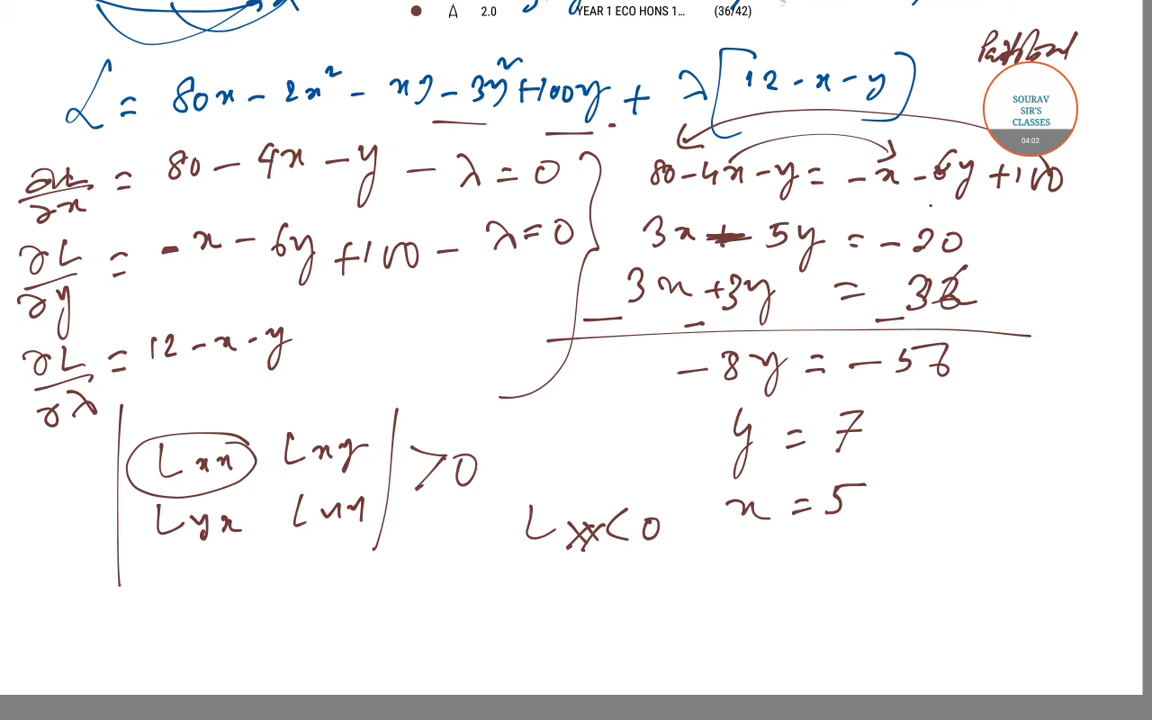 2.0 YEAR 1 ECO HONS 1... (36/42)
L = 80x - 2x² - xy - 3y² + 100y + λ[12 - x - y]
SOURAV
SIR'S
CLASSES
04:02
∂L/∂x = 80 - 4x - y - λ = 0
80 - 4x - y = - x - 6y + 100
∂L/∂y = - x - 6y + 100 - λ = 0
3x - 5y = - 20
3x + 3y = 36
∂L/∂λ = 12 - x - y
- 8y = - 56
y = 7
x = 5
| Lxx Lxy | > 0
| Lyx Lyy |
Lxx < 0